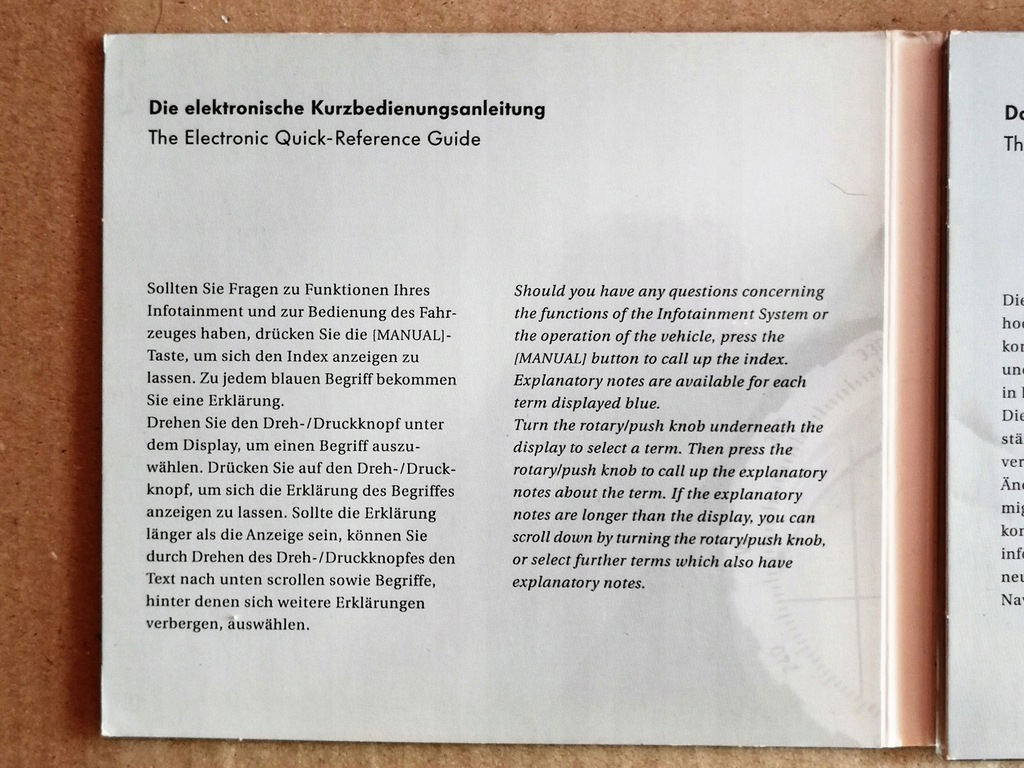 Die elektronische Kurzbedienungsanleitung
The Electronic Quick-Reference Guide
Sollten Sie Fragen zu Funktionen Ihres
Infotainment und zur Bedienung des Fahr-
zeuges haben, drücken Sie die [MANUAL]-
Taste, um sich den Index anzeigen zu
lassen. Zu jedem blauen Begriff bekommen
Sie eine Erklärung.
Drehen Sie den Dreh-/Druckknopf unter
dem Display, um einen Begriff auszu-
wählen. Drücken Sie auf den Dreh-/Druck-
knopf, um sich die Erklärung des Begriffes
anzeigen zu lassen. Sollte die Erklärung
länger als die Anzeige sein, können Sie
durch Drehen des Dreh-/Druckknopfes den
Text nach unten scrollen sowie Begriffe,
hinter denen sich weitere Erklärungen
verbergen, auswählen.
Should you have any questions concerning
the functions of the Infotainment System or
the operation of the vehicle, press the
[MANUAL] button to call up the index.
Explanatory notes are available for each
term displayed blue.
Turn the rotary/push knob underneath the
display to select a term. Then press the
rotary/push knob to call up the explanatory
notes about the term. If the explanatory
notes are longer than the display, you can
scroll down by turning the rotary/push knob,
or select further terms which also have
explanatory notes.
240
Th
Die